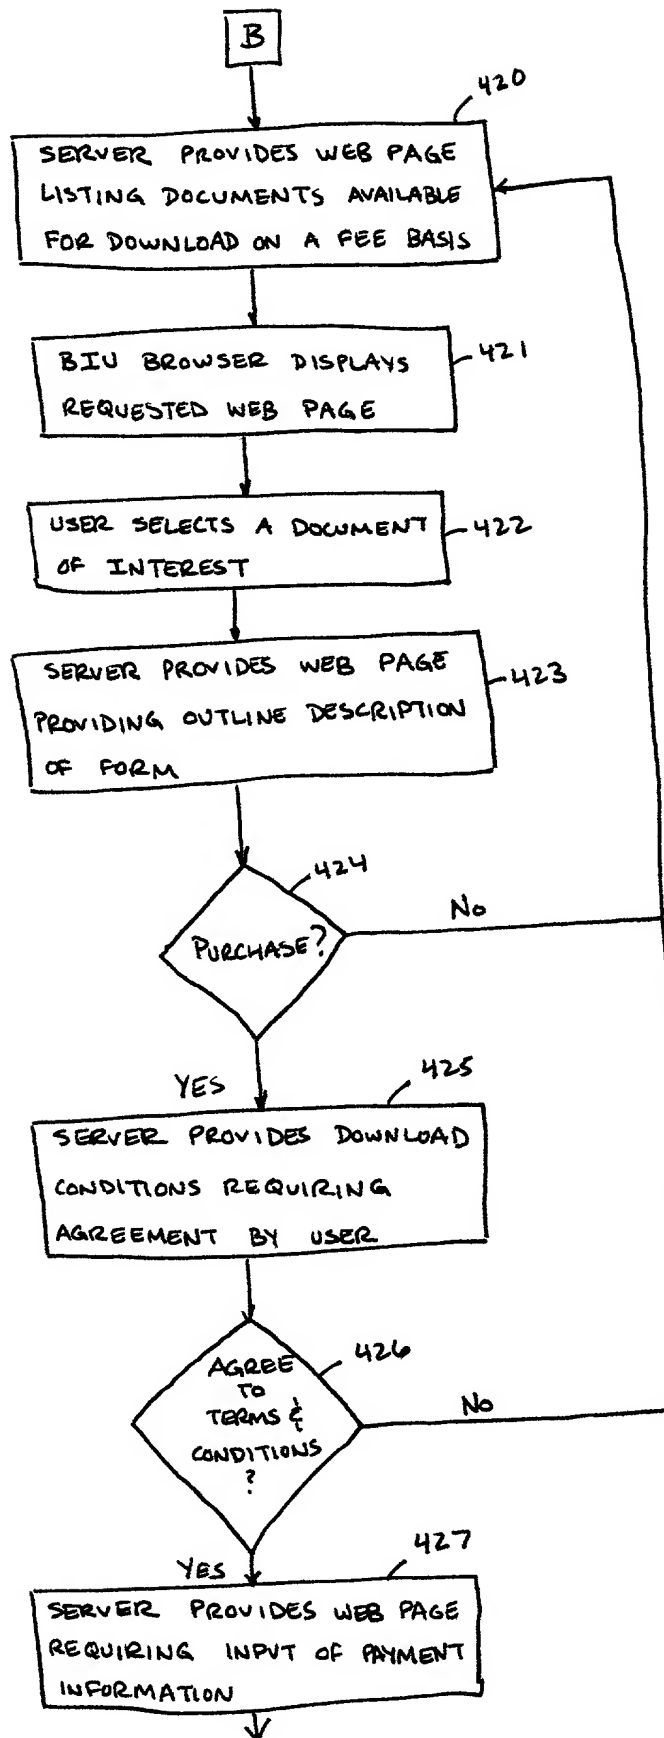 B
420
SERVER PROVIDES WEB PAGE
LISTING DOCUMENTS AVAILABLE
FOR DOWNLOAD ON A FEE BASIS
BIU BROWSER DISPLAYS
REQUESTED WEB PAGE
421
USER SELECTS A DOCUMENT
OF INTEREST
422
SERVER PROVIDES WEB PAGE
PROVIDING OUTLINE DESCRIPTION
OF FORM
423
424
PURCHASE?
No
YES
425
SERVER PROVIDES DOWNLOAD
CONDITIONS REQUIRING
AGREEMENT BY USER
426
AGREE
TO
TERMS &
CONDITIONS
?
No
YES
427
SERVER PROVIDES WEB PAGE
REQUIRING INPUT OF PAYMENT
INFORMATION